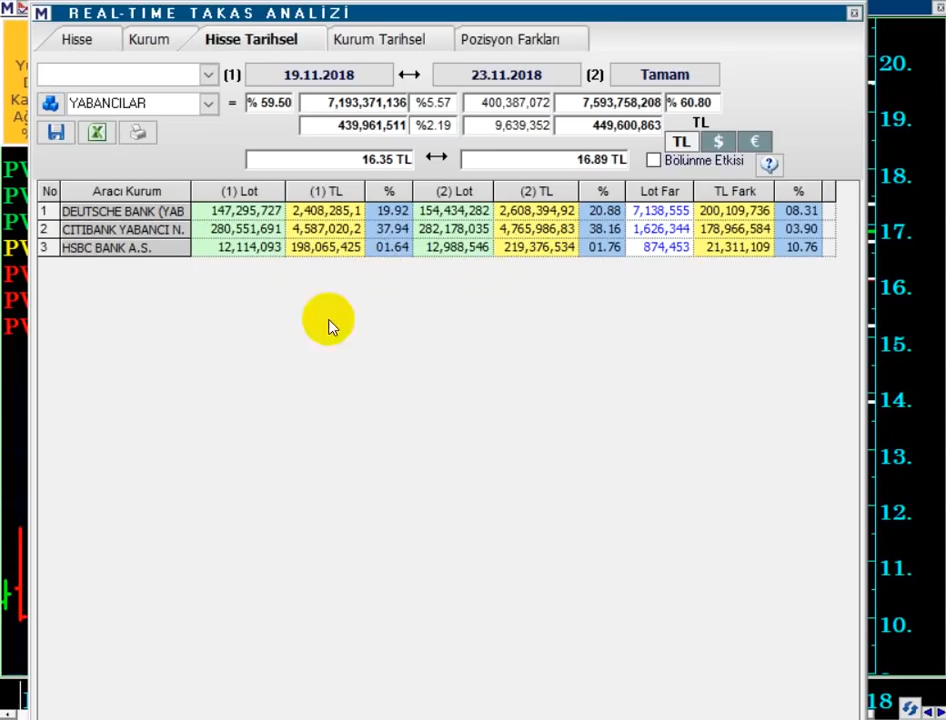 REAL-TIME TAKAS ANALİZİ
Hisse Kurum Hisse Tarihsel Kurum Tarihsel Pozisyon Farkları
(1) 19.11.2018 ↔ 23.11.2018 (2) Tamam
YABANCILAR = % 59.50 7,193,371,136 %5.57 400,387,072 7,593,758,208 % 60.80
439,961,511 %2.19 9,639,352 449,600,863 TL
TL $ €
16.35 TL ↔ 16.89 TL Bölünme Etkisi
No Aracı Kurum (1) Lot (1) TL % (2) Lot (2) TL % Lot Far TL Fark %
1 DEUTSCHE BANK (YAB 147,295,727 2,408,285,1 19.92 154,434,282 2,608,394,92 20.88 7,138,555 200,109,736 08.31
2 CITIBANK YABANCI N. 280,551,691 4,587,020,2 37.94 282,178,035 4,765,986,83 38.16 1,626,344 178,966,584 03.90
3 HSBC BANK A.S. 12,114,093 198,065,425 01.64 12,988,546 219,376,534 01.76 874,453 21,311,109 10.76
20.
19.
18.
17.
16.
15.
14.
13.
12.
11.
10.
18